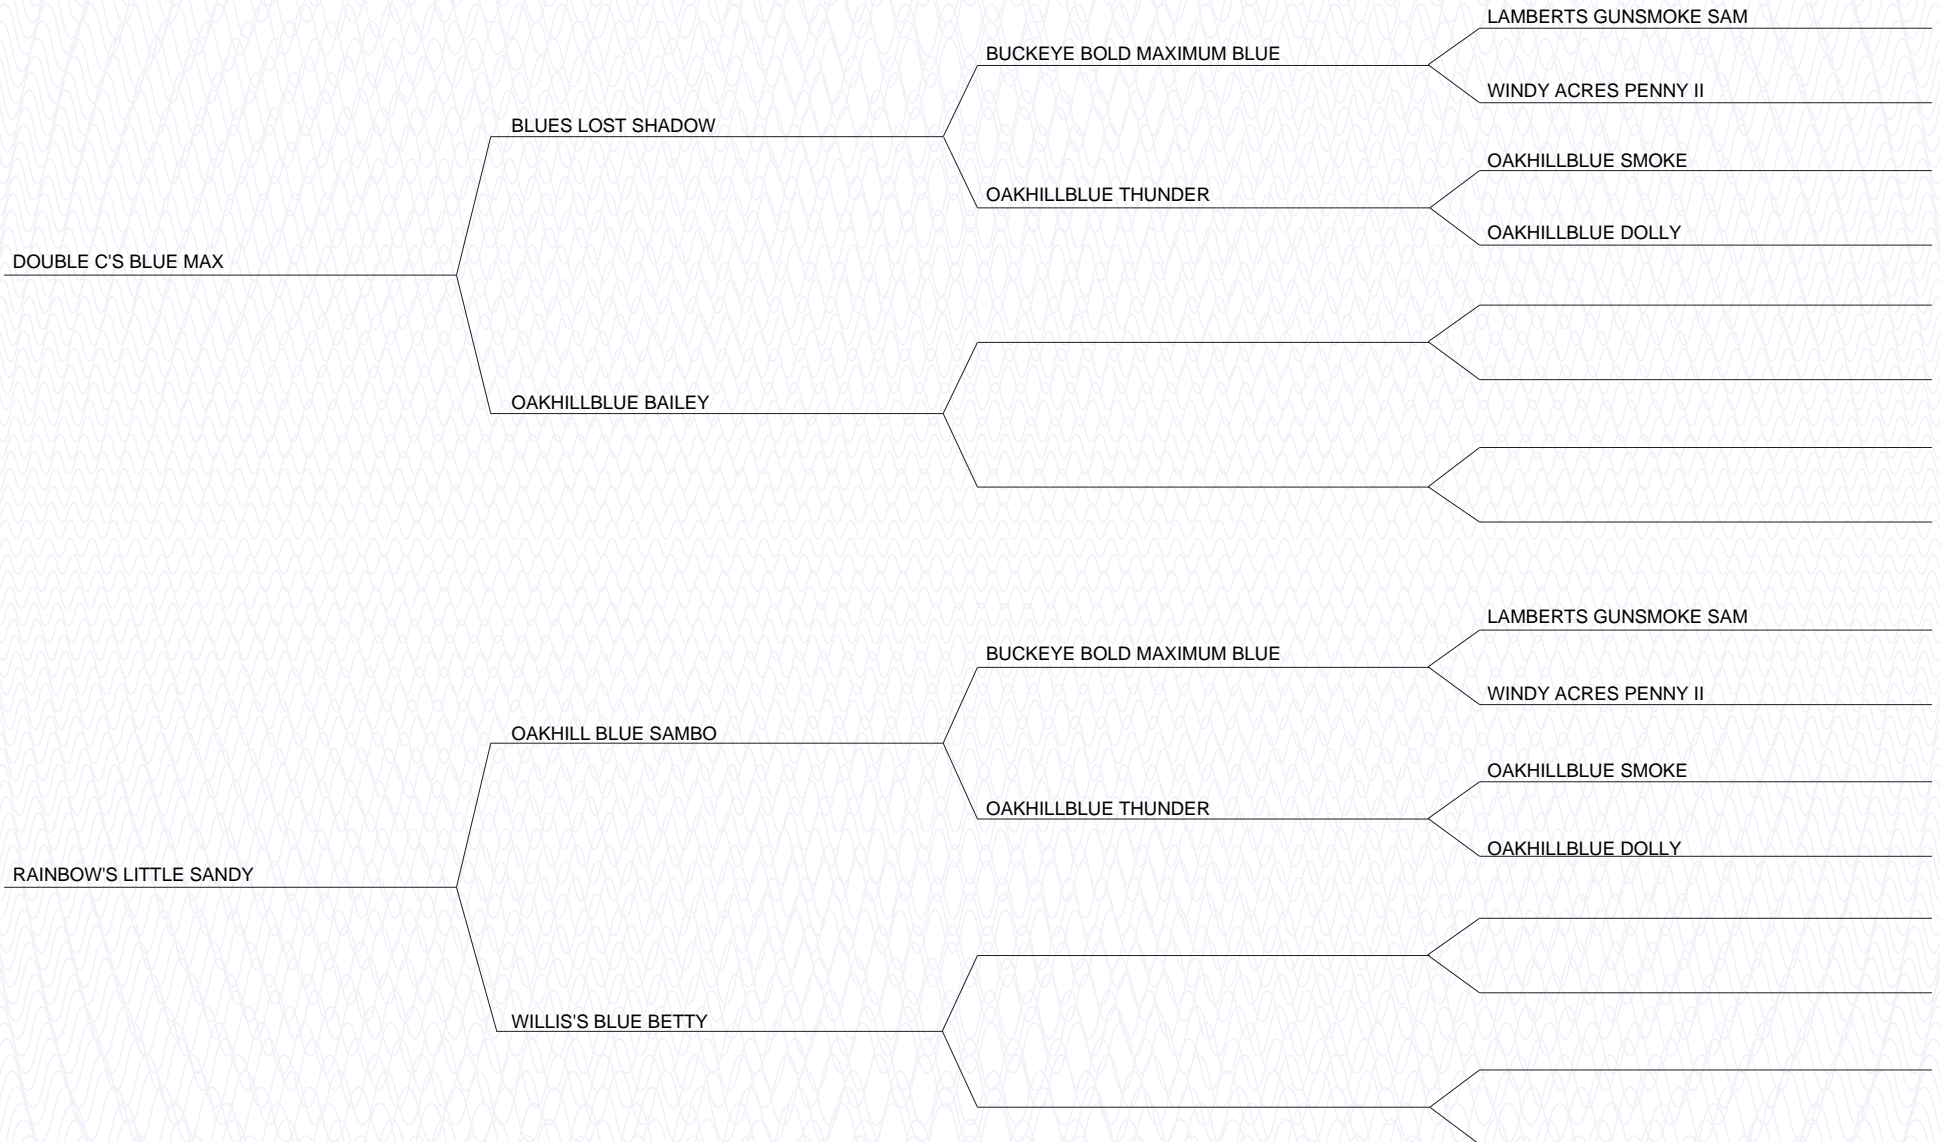 LAMBERTS GUNSMOKE SAM
BUCKEYE BOLD MAXIMUM BLUE
WINDY ACRES PENNY II
BLUES LOST SHADOW
OAKHILLBLUE SMOKE
OAKHILLBLUE THUNDER
OAKHILLBLUE DOLLY
DOUBLE C'S BLUE MAX
OAKHILLBLUE BAILEY
LAMBERTS GUNSMOKE SAM
BUCKEYE BOLD MAXIMUM BLUE
WINDY ACRES PENNY II
OAKHILL BLUE SAMBO
OAKHILLBLUE SMOKE
OAKHILLBLUE THUNDER
OAKHILLBLUE DOLLY
RAINBOW'S LITTLE SANDY
WILLIS'S BLUE BETTY